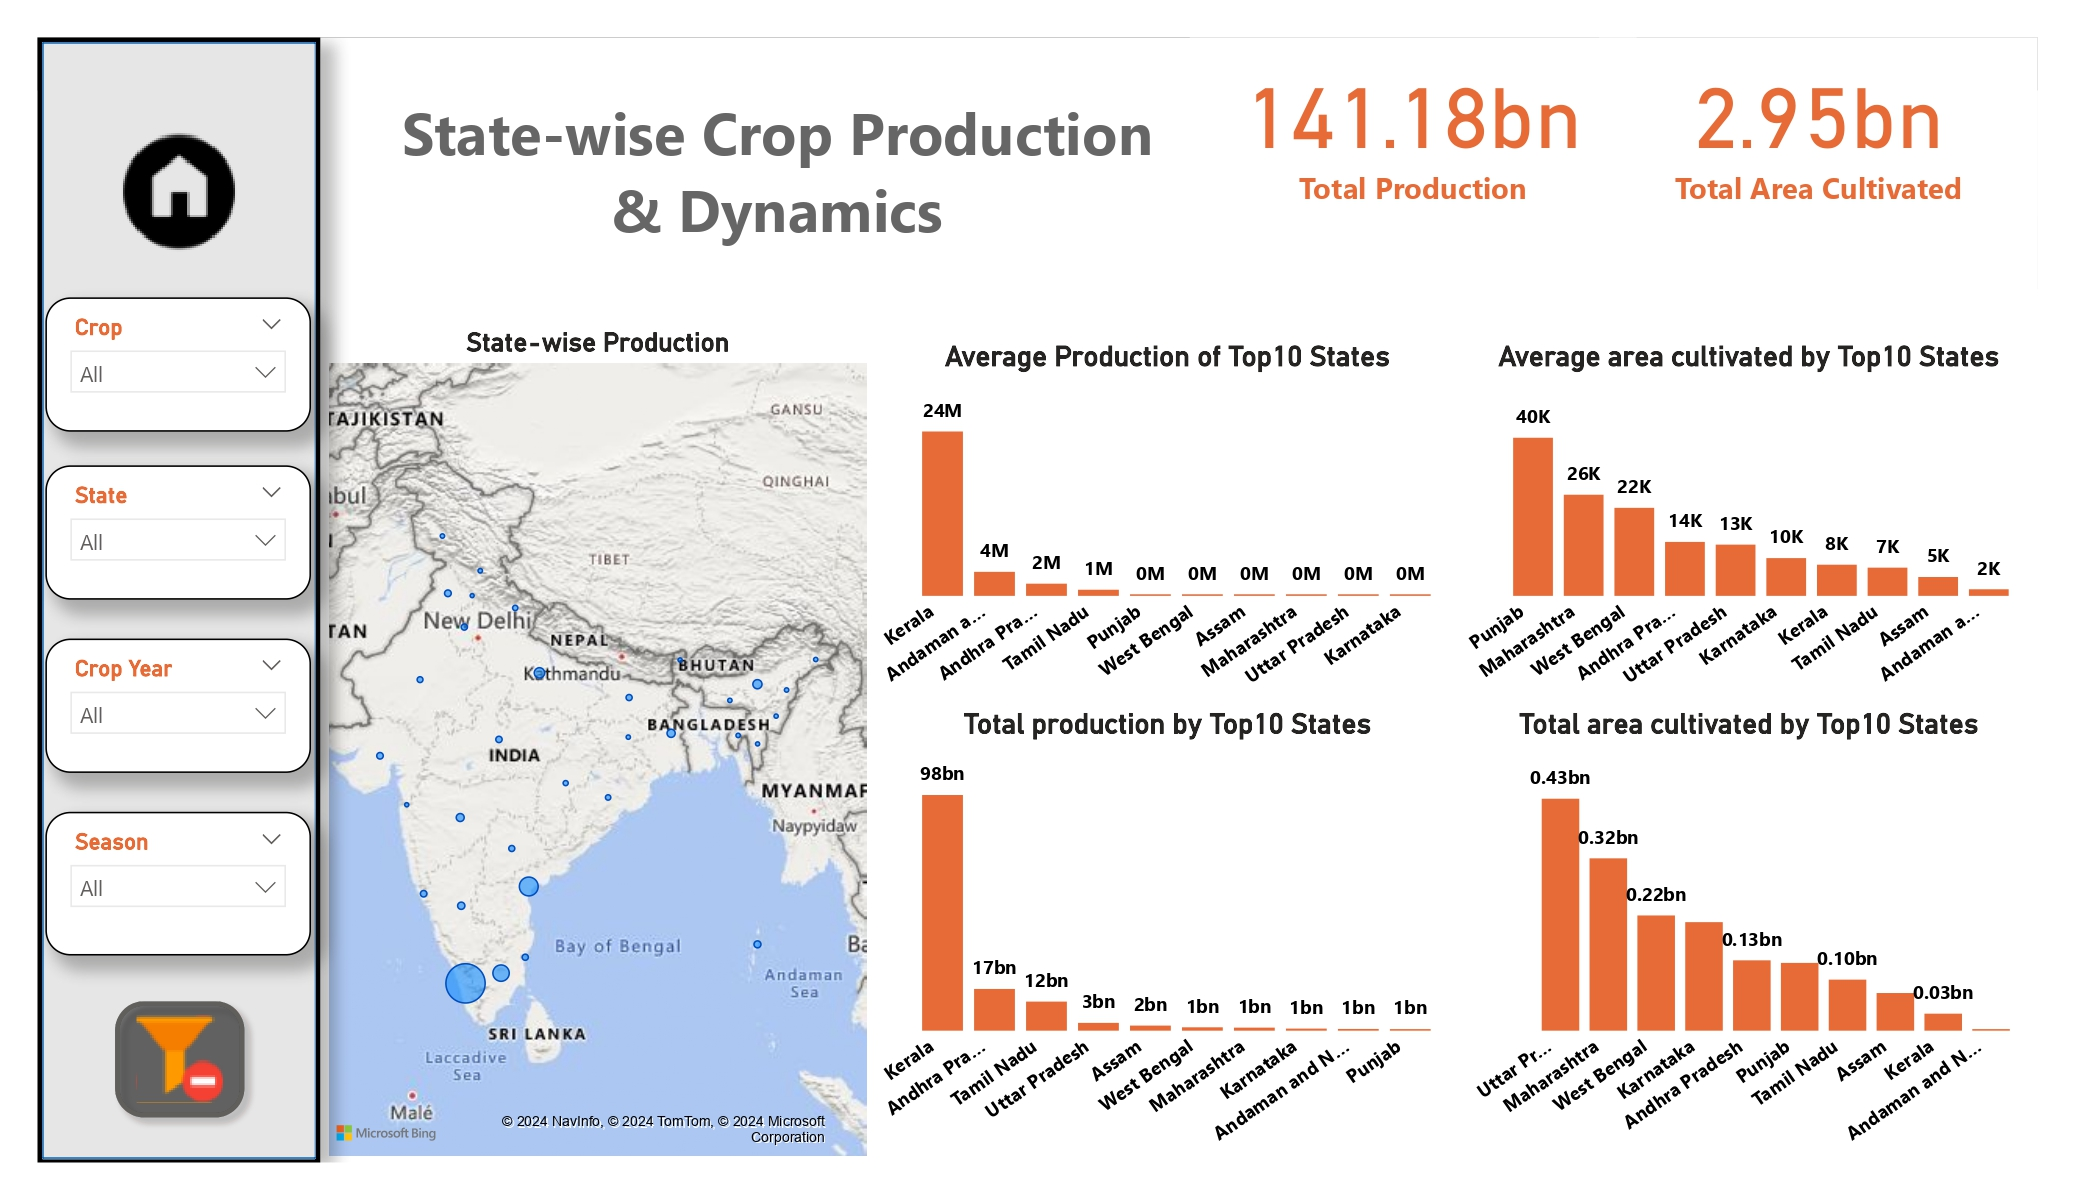 State-wise Crop Production
& Dynamics
141.18bn
Total Production
2.95bn
Total Area Cultivated
Crop
All
State
All
Crop Year
All
Season
All
State-wise Production
TAJIKISTAN
GANSU
QINGHAI
TIBET
New Delhi
NEPAL
Kathmandu
BHUTAN
TAN
BANGLADESH
INDIA
MYANMAR
Naypyidaw
Bay of Bengal
Andaman
Sea
SRI LANKA
Laccadive
Sea
Malé
Microsoft Bing
© 2024 NavInfo, © 2024 TomTom, © 2024 Microsoft
Corporation
Average Production of Top10 States
24M
4M
2M
1M
0M
0M
0M
0M
0M
0M
Kerala
Andaman a...
Andhra Pra...
Tamil Nadu
Punjab
West Bengal
Assam
Maharashtra
Uttar Pradesh
Karnataka
Average area cultivated by Top10 States
40K
26K
22K
14K
13K
10K
8K
7K
5K
2K
Punjab
Maharashtra
West Bengal
Andhra Pra...
Uttar Pradesh
Karnataka
Kerala
Tamil Nadu
Assam
Andaman a...
Total production by Top10 States
98bn
17bn
12bn
3bn
2bn
1bn
1bn
1bn
1bn
1bn
Kerala
Andhra Pra...
Tamil Nadu
Uttar Pradesh
Assam
West Bengal
Maharashtra
Karnataka
Andaman and N...
Punjab
Total area cultivated by Top10 States
0.43bn
0.32bn
0.22bn
0.13bn
0.10bn
0.03bn
Uttar Pr...
Maharashtra
West Bengal
Karnataka
Andhra Pradesh
Punjab
Tamil Nadu
Assam
Kerala
Andaman and N...